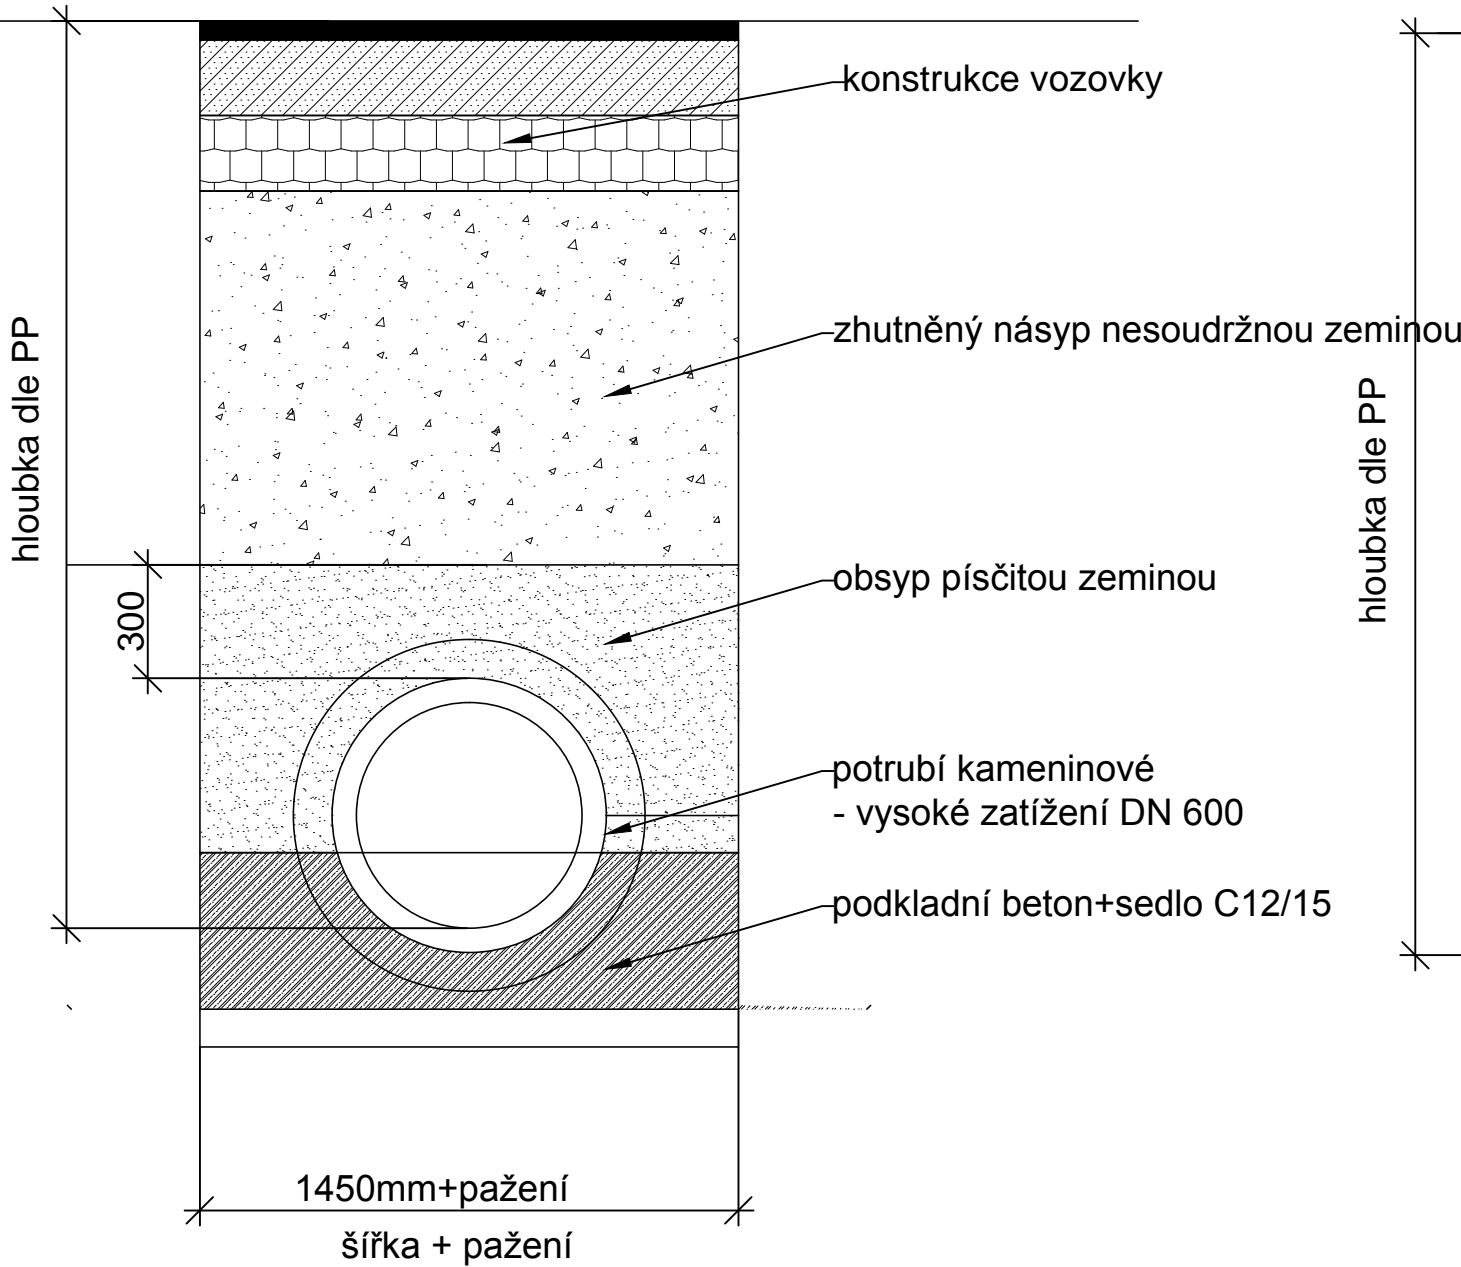 konstrukce vozovky
zhutněný násyp nesoudržnou zeminou
hloubka dle PP
hloubka dle PP
obsyp písčitou zeminou
300
potrubí kameninové
- vysoké zatížení DN 600
podkladní beton+sedlo C12/15
1450mm+pažení
šířka + pažení